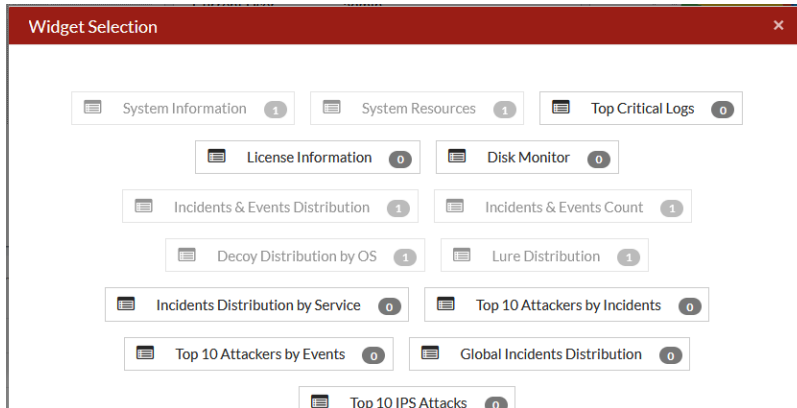 Widget Selection ×
System Information 1 System Resources 1 Top Critical Logs 0
License Information 0 Disk Monitor 0
Incidents & Events Distribution 1 Incidents & Events Count 1
Decoy Distribution by OS 1 Lure Distribution 1
Incidents Distribution by Service 0 Top 10 Attackers by Incidents 0
Top 10 Attackers by Events 0 Global Incidents Distribution 0
Top 10 IPS Attacks 0